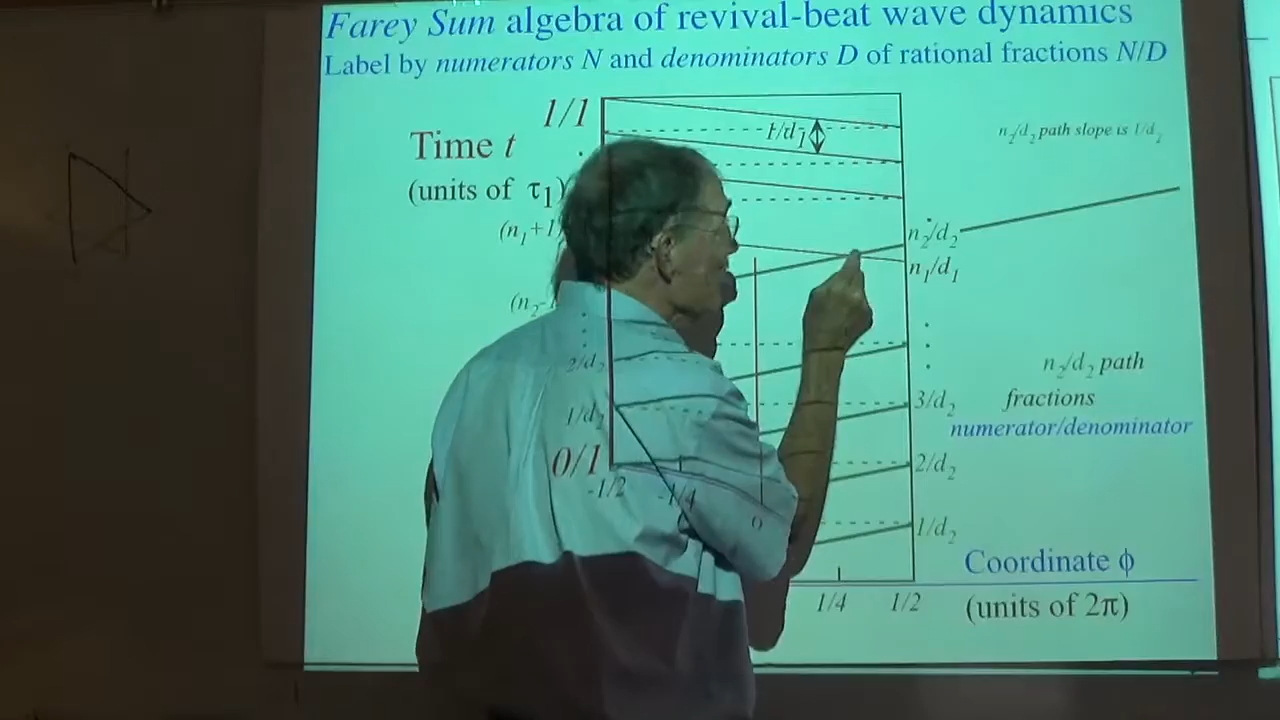 Farey Sum algebra of revival-beat wave dynamics
Label by numerators N and denominators D of rational fractions N/D
1/1
1/d₁
n₂/d₂ path slope is 1/d₂
Time t
(units of τ₁)
(n₁+1
n₂/d₂
n₁/d₁
(n₂-
2/d₂
n₂/d₂ path
fractions
3/d₂
numerator/denominator
1/d₂
0/1
2/d₂
-1/2
-1/4
0
1/d₂
Coordinate ϕ
1/4
1/2
(units of 2π)